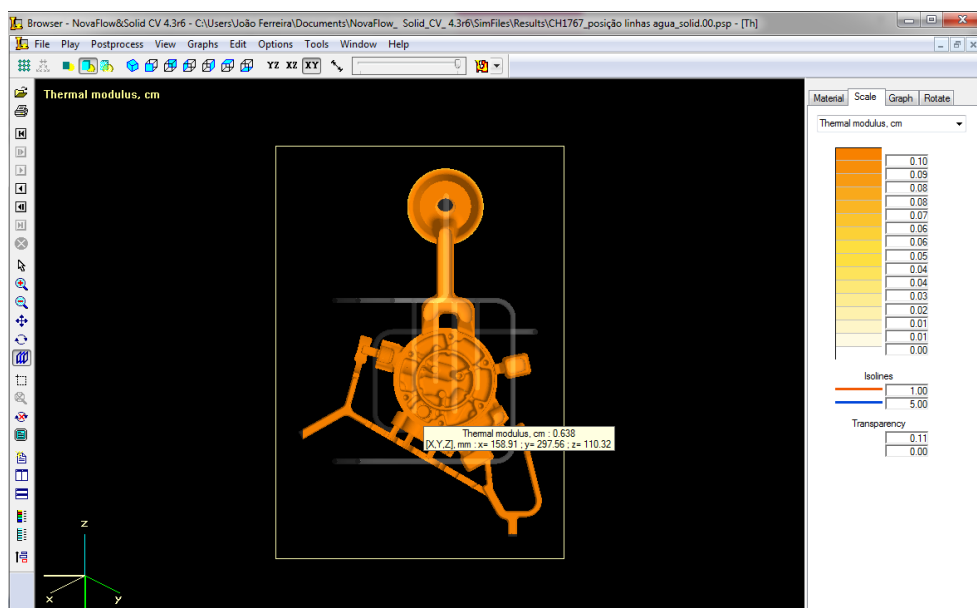 Browser - NovaFlow&Solid CV 4.3r6 - C:\Users\João Ferreira\Documents\NovaFlow_ Solid_CV_ 4.3r6\SimFiles\Results\CH1767_posição linhas agua_solid.00.psp - [Th]
File Play Postprocess View Graphs Edit Options Tools Window Help
YZ XZ XY
Thermal modulus, cm
Material Scale Graph Rotate
Thermal modulus, cm
0.10
0.09
0.08
0.08
0.07
0.06
0.06
0.05
0.04
0.04
0.03
0.02
0.01
0.01
0.00
Isolines
1.00
5.00
Transparency
0.11
0.00
Thermal modulus, cm : 0.638
[X,Y,Z], mm : x= 158.91 ; y= 297.56 ; z= 110.32
z
x
y